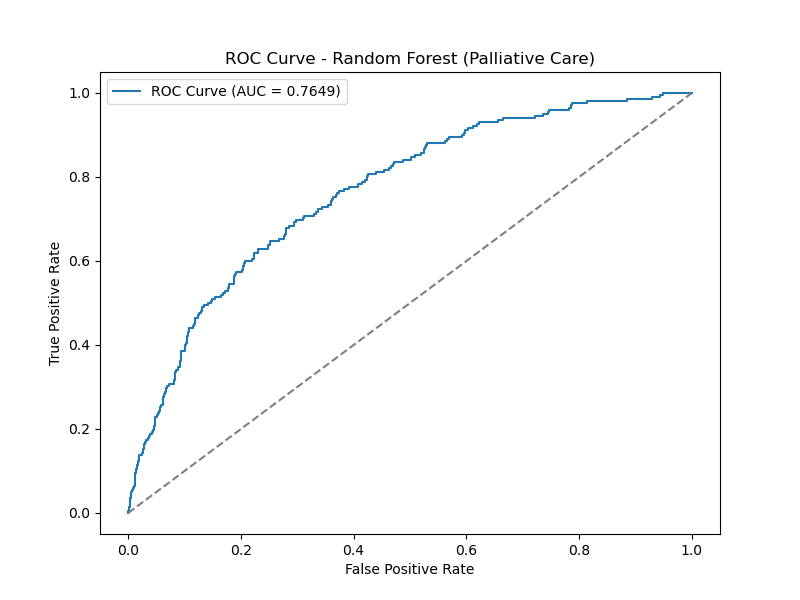 ROC Curve - Random Forest (Palliative Care)
ROC Curve (AUC = 0.7649)
True Positive Rate
1.0
0.8
0.6
0.4
0.2
0.0
0.0 0.2 0.4 0.6 0.8 1.0
False Positive Rate